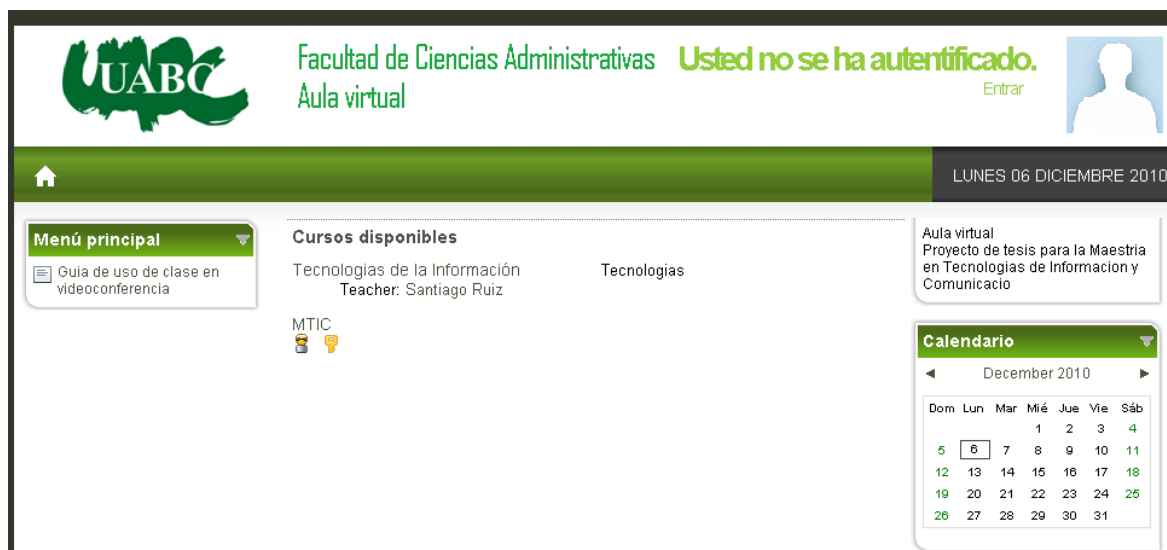 UABC
Facultad de Ciencias Administrativas
Aula virtual
Usted no se ha autentificado.
Entrar
LUNES 06 DICIEMBRE 2010
Menú principal
Guia de uso de clase en
videoconferencia
Cursos disponibles
Tecnologias de la Información
Tecnologias
Teacher: Santiago Ruiz
MTIC
Aula virtual
Proyecto de tesis para la Maestria
en Tecnologias de Informacion y
Comunicacio
Calendario
◄ December 2010 ►
Dom Lun Mar Mié Jue Vie Sáb
1 2 3 4
5 6 7 8 9 10 11
12 13 14 15 16 17 18
19 20 21 22 23 24 25
26 27 28 29 30 31